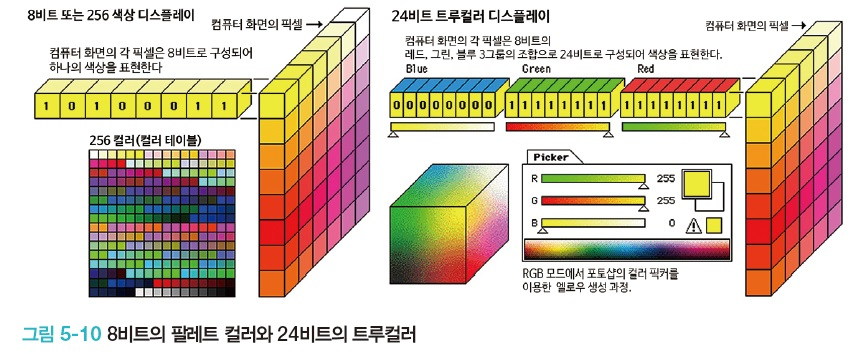 8비트 또는 256 색상 디스플레이
컴퓨터 화면의 픽셀
컴퓨터 화면의 각 픽셀은 8비트로 구성되어
하나의 색상을 표현한다
1 0 1 0 0 0 1 1
256 컬러(컬러 테이블)
24비트 트루컬러 디스플레이
컴퓨터 화면의 픽셀
컴퓨터 화면의 각 픽셀은 8비트의
레드, 그린, 블루 3그룹의 조합으로 24비트로 구성되어 색상을 표현한다.
Blue Green Red
0 0 0 0 0 0 0 0 1 1 1 1 1 1 1 1 1 1 1 1 1 1 1 1
Picker
R 255
G 255
B 0
RGB 모드에서 포토샵의 컬러 픽커를
이용한 옐로우 생성 과정.
그림 5-10 8비트의 팔레트 컬러와 24비트의 트루컬러